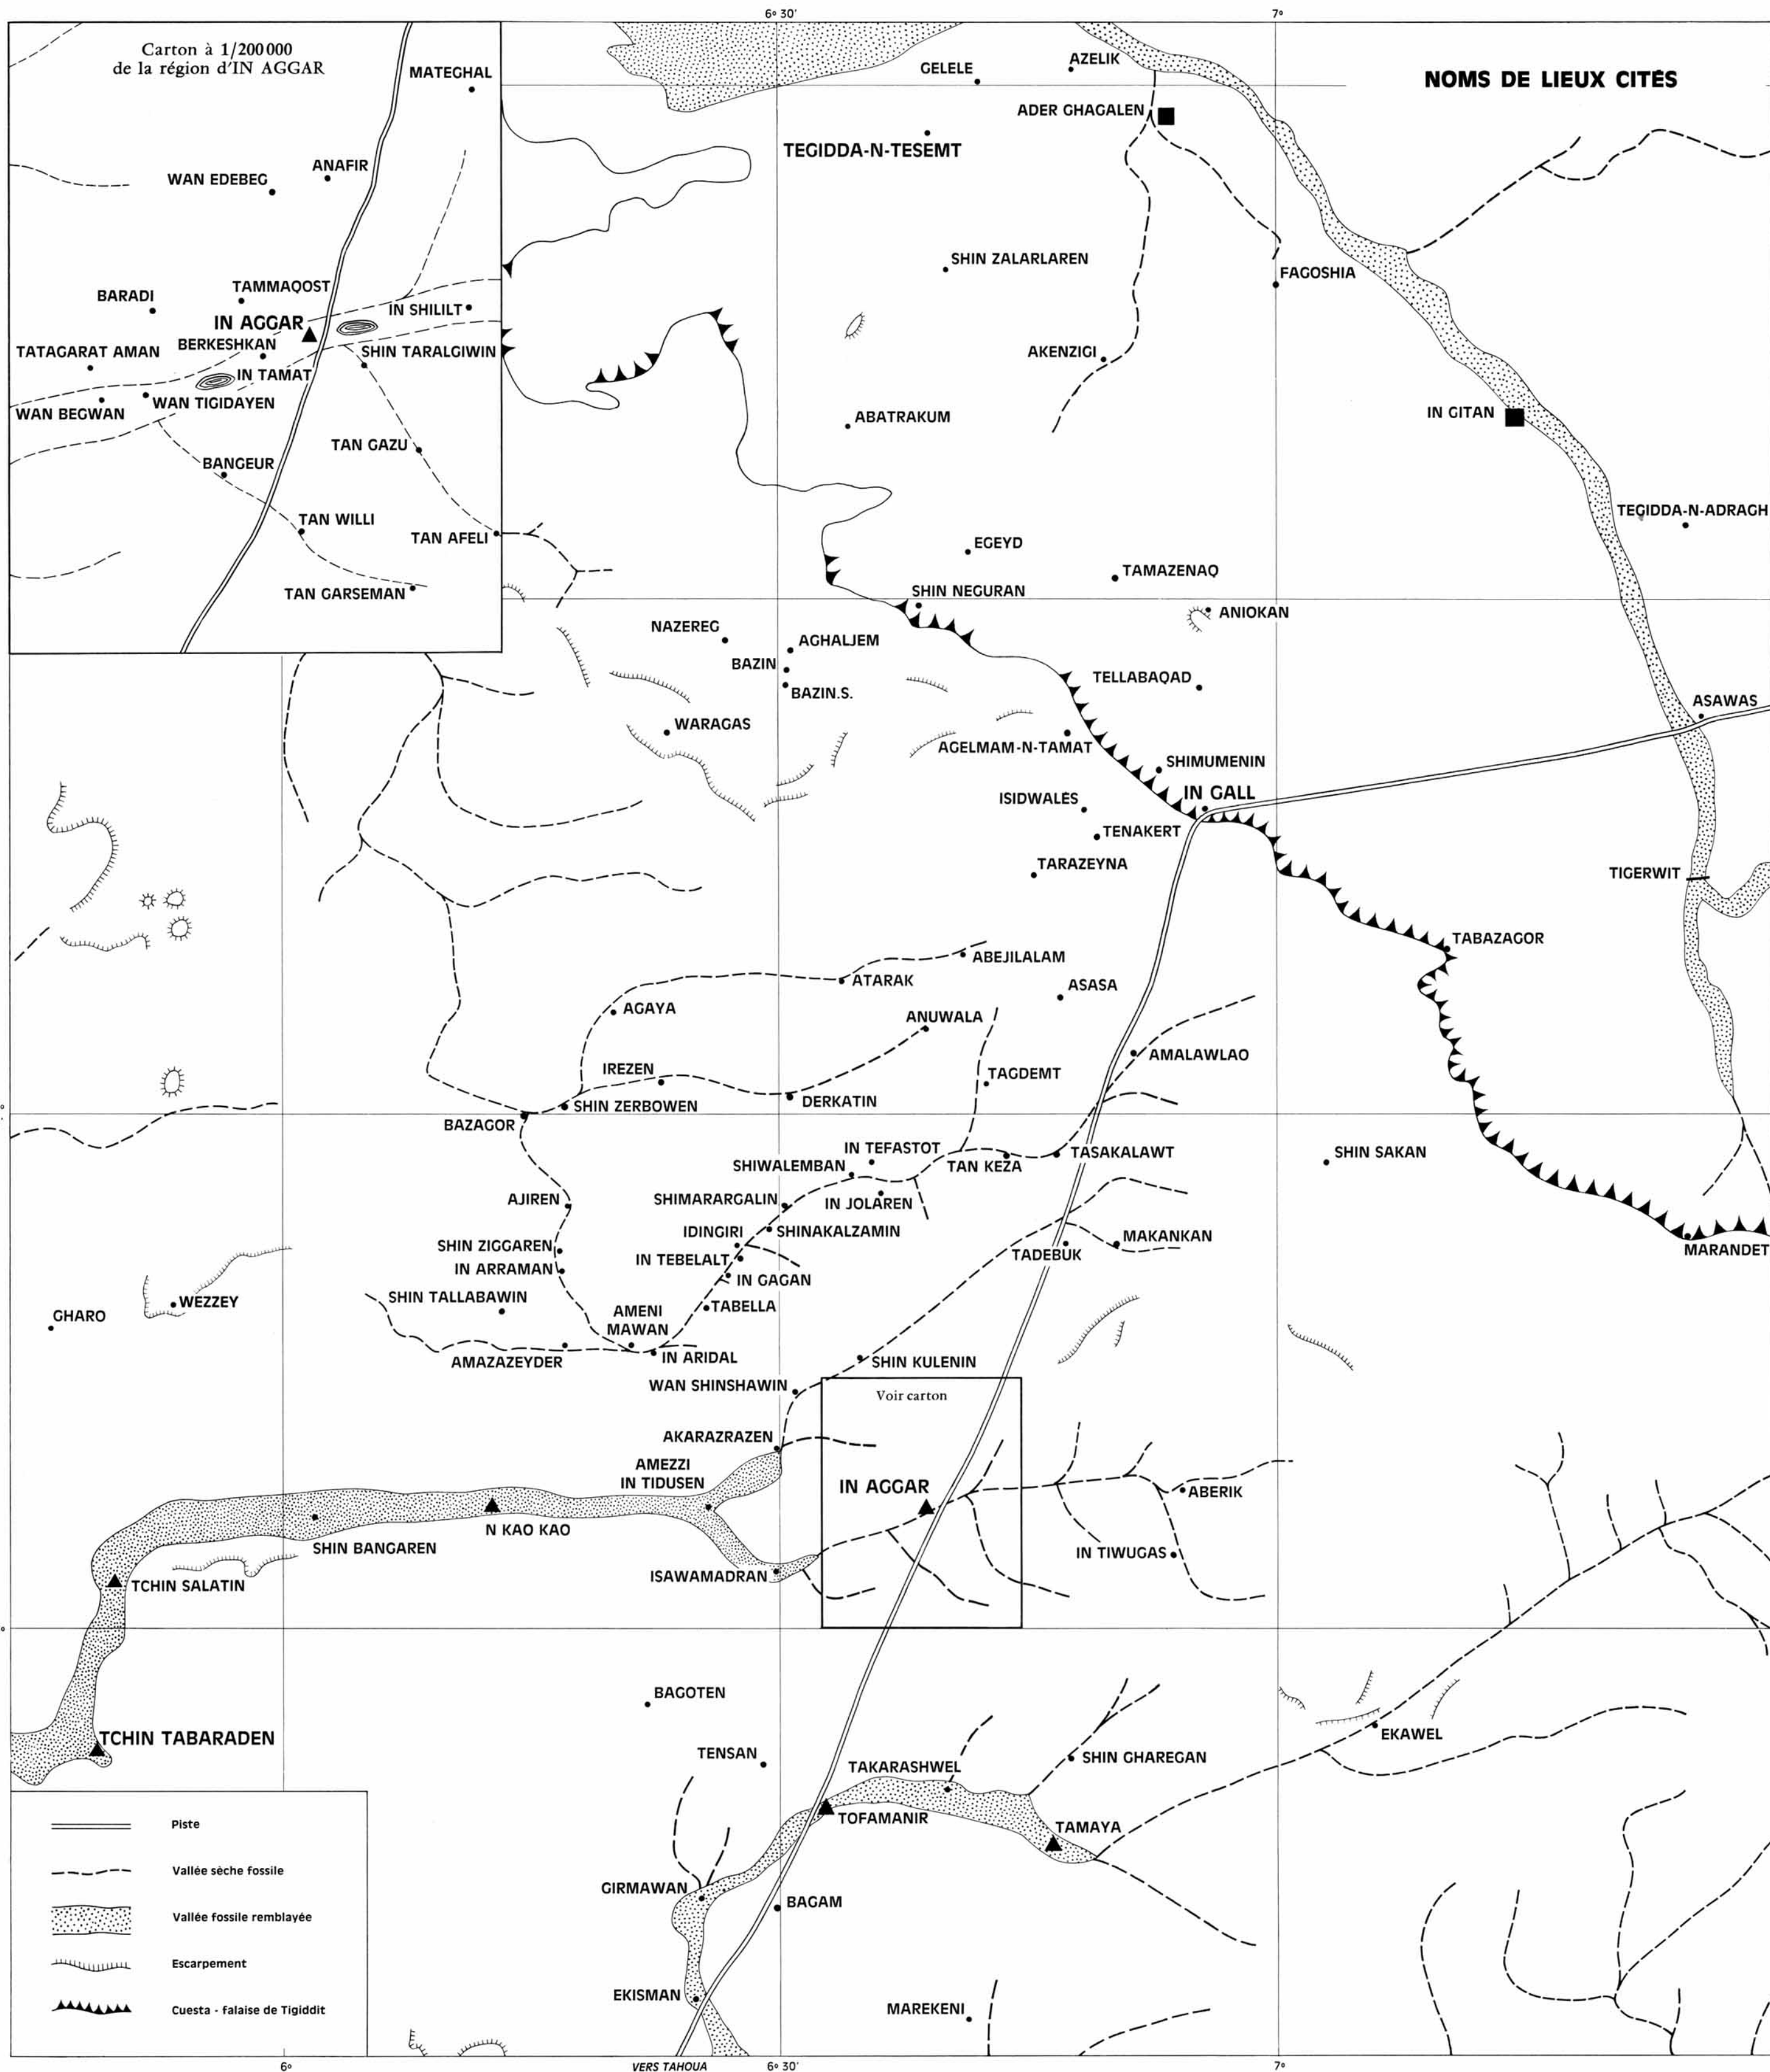 6° 30'
7°
Carton à 1/200 000
de la région d'IN AGGAR
NOMS DE LIEUX CITÉS
MATEGHAL
ANAFIR
WAN EDEBEG
TAMMAQOST
BARADI
IN SHILILT
IN AGGAR
BERKESHKAN
TATAGARAT AMAN
SHIN TARALGIWIN
IN TAMAT
WAN TIGIDAYEN
WAN BEGWAN
TAN GAZU
BANGEUR
TAN WILLI
TAN AFELI
TAN GARSEMAN
GELELE
AZELIK
ADER GHAGALEN
TEGIDDA-N-TESEMT
SHIN ZALARLAREN
FAGOSHIA
AKENZIGI
ABATRAKUM
IN GITAN
TEGIDDA-N-ADRAGH
EGEYD
TAMAZENAQ
SHIN NEGURAN
ANIOKAN
NAZEREG
AGHALJEM
BAZIN
BAZIN.S.
TELLABAQAD
ASAWAS
WARAGAS
AGELMAM-N-TAMAT
SHIMUMENIN
IN GALL
ISIDWALÈS
TENAKERT
TARAZEYNA
TIGERWIT
TABAZAGOR
ABEJILALAM
ATARAK
ASASA
AGAYA
ANUWALA
AMALAWLAO
IREZEN
TAGDEMT
DERKATIN
SHIN ZERBOWEN
BAZAGOR
IN TEFASTOT
TASAKALAWT
SHIN SAKAN
SHIWALEMBAN
TAN KEZA
AJIREN
SHIMARARGALIN
IN JOLAREN
IDINGIRI
SHINAKALZAMIN
MAKANKAN
SHIN ZIGGAREN
IN TEBELALT
TADEBUK
MARANDET
IN ARRAMAN
IN GAGAN
SHIN TALLABAWIN
TABELLA
WEZZEY
GHARO
AMENI
MAWAN
AMAZAZEYDER
IN ARIDAL
SHIN KULENIN
WAN SHINSHAWIN
Voir carton
AKARAZRAZEN
AMEZZI
IN TIDUSEN
IN AGGAR
ABERIK
N KAO KAO
SHIN BANGAREN
IN TIWUGAS
ISAWAMADRAN
TCHIN SALATIN
BAGOTEN
TCHIN TABARADEN
EKAWEL
TENSAN
SHIN GHAREGAN
TAKARASHWEL
TOFAMANIR
TAMAYA
GIRMAWAN
BAGAM
EKISMAN
MAREKENI
Piste
Vallée sèche fossile
Vallée fossile remblayée
Escarpement
Cuesta - falaise de Tigiddit
6°
VERS TAHOUA
6° 30'
7°